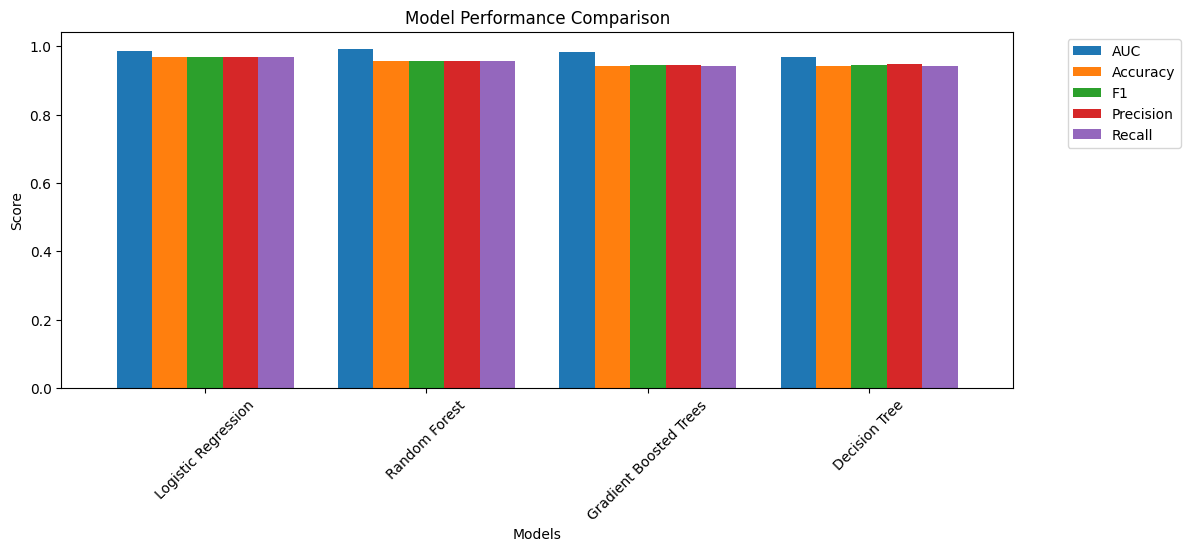 Model Performance Comparison
1.0
0.8
0.6
0.4
0.2
0.0
Score
Logistic Regression
Random Forest
Gradient Boosted Trees
Decision Tree
Models
AUC
Accuracy
F1
Precision
Recall